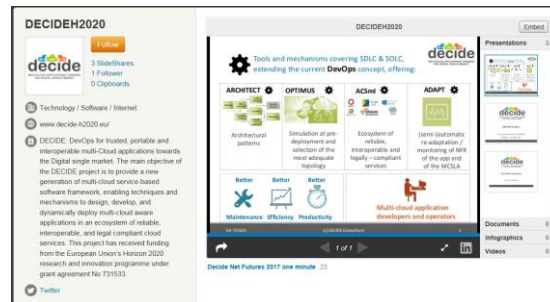 DECIDEH2020
decide
Follow
3 SlideShares
1 Follower
0 Clipboards
Technology / Software / Internet
www.decide-h2020.eu/
DECIDE: DevOps for trusted, portable and
interoperable multi-Cloud applications towards
the Digital single market. The main objective of
the DECIDE project is to provide a new
generation of multi-cloud service-based
software framework, enabling techniques and
mechanisms to design, develop, and
dynamically deploy multi-cloud aware
applications in an ecosystem of reliable,
interoperable, and legal compliant cloud
services. This project has received funding
from the European Union's Horizon 2020
research and innovation programme under
grant agreement No 731533.
Twitter
DECIDEH2020
Embed
Tools and mechanisms covering SDLC & SOLC,
extending the current DevOps concept, offering:
decide
ARCHITECT
Architectural
patterns
OPTIMUS
Simulation at pre-
deployment and
selection of the
most adequate
topology
ACSmI
Ecosystem of
reliable,
interoperable and
legally – compliant
services
ADAPT
(semi-)automatic
re adaptation /
monitoring of NFR
of the app and
of the MCSLA
Better
Maintenance
Better
Efficiency
Better
Productivity
Multi-cloud application
developers and operators
1 of 1
Decide Net Futures 2017 one minute 23
Presentations 3
Documents 0
Infographics 0
Videos 0